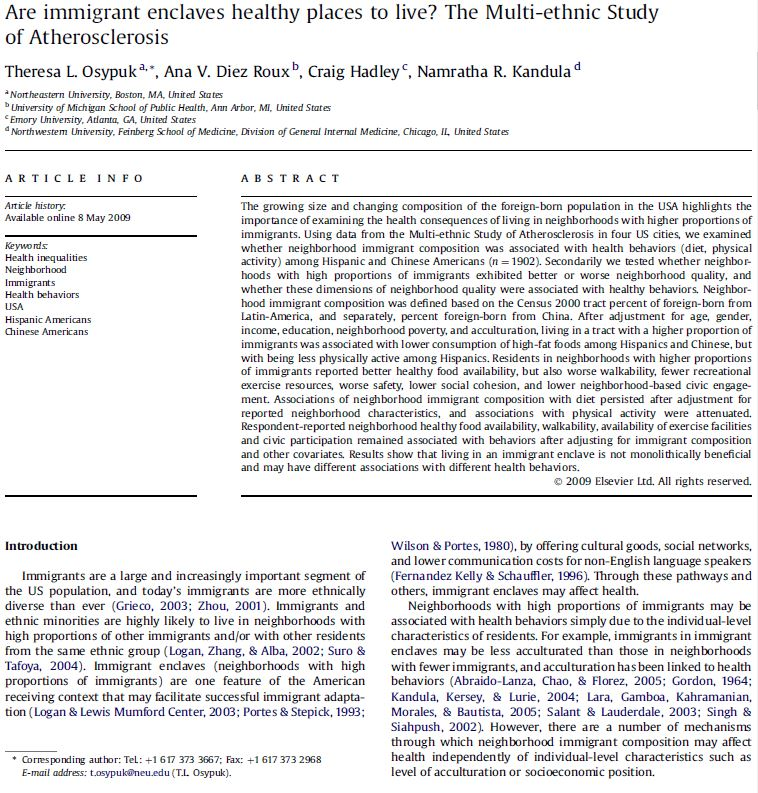 Are immigrant enclaves healthy places to live? The Multi-ethnic Study
of Atherosclerosis
Theresa L. Osypuk a,*, Ana V. Diez Roux b, Craig Hadley c, Namratha R. Kandula d
a Northeastern University, Boston, MA, United States
b University of Michigan School of Public Health, Ann Arbor, MI, United States
c Emory University, Atlanta, GA, United States
d Northwestern University, Feinberg School of Medicine, Division of General Internal Medicine, Chicago, IL, United States
ARTICLE INFO
Article history:
Available online 8 May 2009
Keywords:
Health inequalities
Neighborhood
Immigrants
Health behaviors
USA
Hispanic Americans
Chinese Americans
ABSTRACT
The growing size and changing composition of the foreign-born population in the USA highlights the
importance of examining the health consequences of living in neighborhoods with higher proportions of
immigrants. Using data from the Multi-ethnic Study of Atherosclerosis in four US cities, we examined
whether neighborhood immigrant composition was associated with health behaviors (diet, physical
activity) among Hispanic and Chinese Americans (n = 1902). Secondarily we tested whether neighbor-
hoods with high proportions of immigrants exhibited better or worse neighborhood quality, and
whether these dimensions of neighborhood quality were associated with healthy behaviors. Neighbor-
hood immigrant composition was defined based on the Census 2000 tract percent of foreign-born from
Latin-America, and separately, percent foreign-born from China. After adjustment for age, gender,
income, education, neighborhood poverty, and acculturation, living in a tract with a higher proportion of
immigrants was associated with lower consumption of high-fat foods among Hispanics and Chinese, but
with being less physically active among Hispanics. Residents in neighborhoods with higher proportions
of immigrants reported better healthy food availability, but also worse walkability, fewer recreational
exercise resources, worse safety, lower social cohesion, and lower neighborhood-based civic engage-
ment. Associations of neighborhood immigrant composition with diet persisted after adjustment for
reported neighborhood characteristics, and associations with physical activity were attenuated.
Respondent-reported neighborhood healthy food availability, walkability, availability of exercise facilities
and civic participation remained associated with behaviors after adjusting for immigrant composition
and other covariates. Results show that living in an immigrant enclave is not monolithically beneficial
and may have different associations with different health behaviors.
© 2009 Elsevier Ltd. All rights reserved.
Introduction
Immigrants are a large and increasingly important segment of
the US population, and today's immigrants are more ethnically
diverse than ever (Grieco, 2003; Zhou, 2001). Immigrants and
ethnic minorities are highly likely to live in neighborhoods with
high proportions of other immigrants and/or with other residents
from the same ethnic group (Logan, Zhang, & Alba, 2002; Suro &
Tafoya, 2004). Immigrant enclaves (neighborhoods with high
proportions of immigrants) are one feature of the American
receiving context that may facilitate successful immigrant adapta-
tion (Logan & Lewis Mumford Center, 2003; Portes & Stepick, 1993;
* Corresponding author: Tel.: +1 617 373 3667; Fax: +1 617 373 2968
E-mail address: t.osypuk@neu.edu (T.L. Osypuk).
Wilson & Portes, 1980), by offering cultural goods, social networks,
and lower communication costs for non-English language speakers
(Fernandez Kelly & Schauffler, 1996). Through these pathways and
others, immigrant enclaves may affect health.
Neighborhoods with high proportions of immigrants may be
associated with health behaviors simply due to the individual-level
characteristics of residents. For example, immigrants in immigrant
enclaves may be less acculturated than those in neighborhoods
with fewer immigrants, and acculturation has been linked to health
behaviors (Abraido-Lanza, Chao, & Florez, 2005; Gordon, 1964;
Kandula, Kersey, & Lurie, 2004; Lara, Gamboa, Kahramanian,
Morales, & Bautista, 2005; Salant & Lauderdale, 2003; Singh &
Siahpush, 2002). However, there are a number of mechanisms
through which neighborhood immigrant composition may affect
health independently of individual-level characteristics such as
level of acculturation or socioeconomic position.